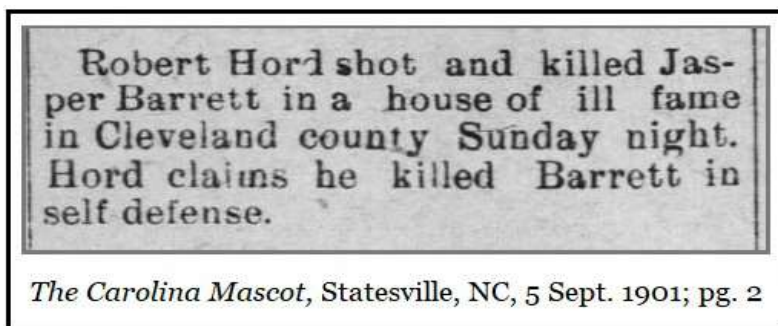 Robert Hord shot and killed Jas-
per Barrett in a house of ill fame
in Cleveland county Sunday night.
Hord claims he killed Barrett in
self defense.
The Carolina Mascot, Statesville, NC, 5 Sept. 1901; pg. 2